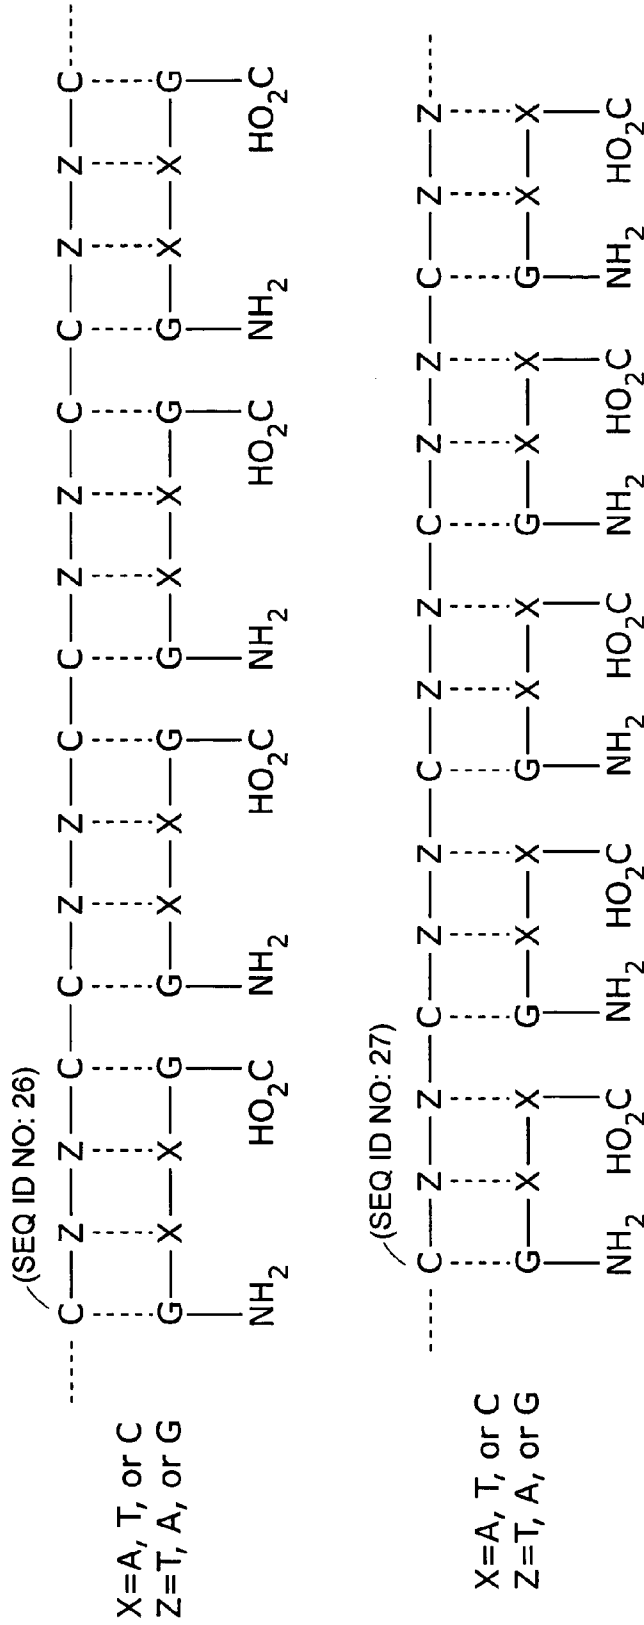 (SEQ ID NO: 26)
C Z Z C C Z Z C C Z Z C C Z Z C
G X X G G X X G G X X G G X X G
NH2 HO2C NH2 HO2C NH2 HO2C NH2 HO2C
X=A, T, or C
Z=T, A, or G
(SEQ ID NO: 27)
C Z Z C Z Z C Z Z C Z Z C Z Z
G X X G X X G X X G X X G X X
NH2 HO2C NH2 HO2C NH2 HO2C NH2 HO2C NH2 HO2C
X=A, T, or C
Z=T, A, or G